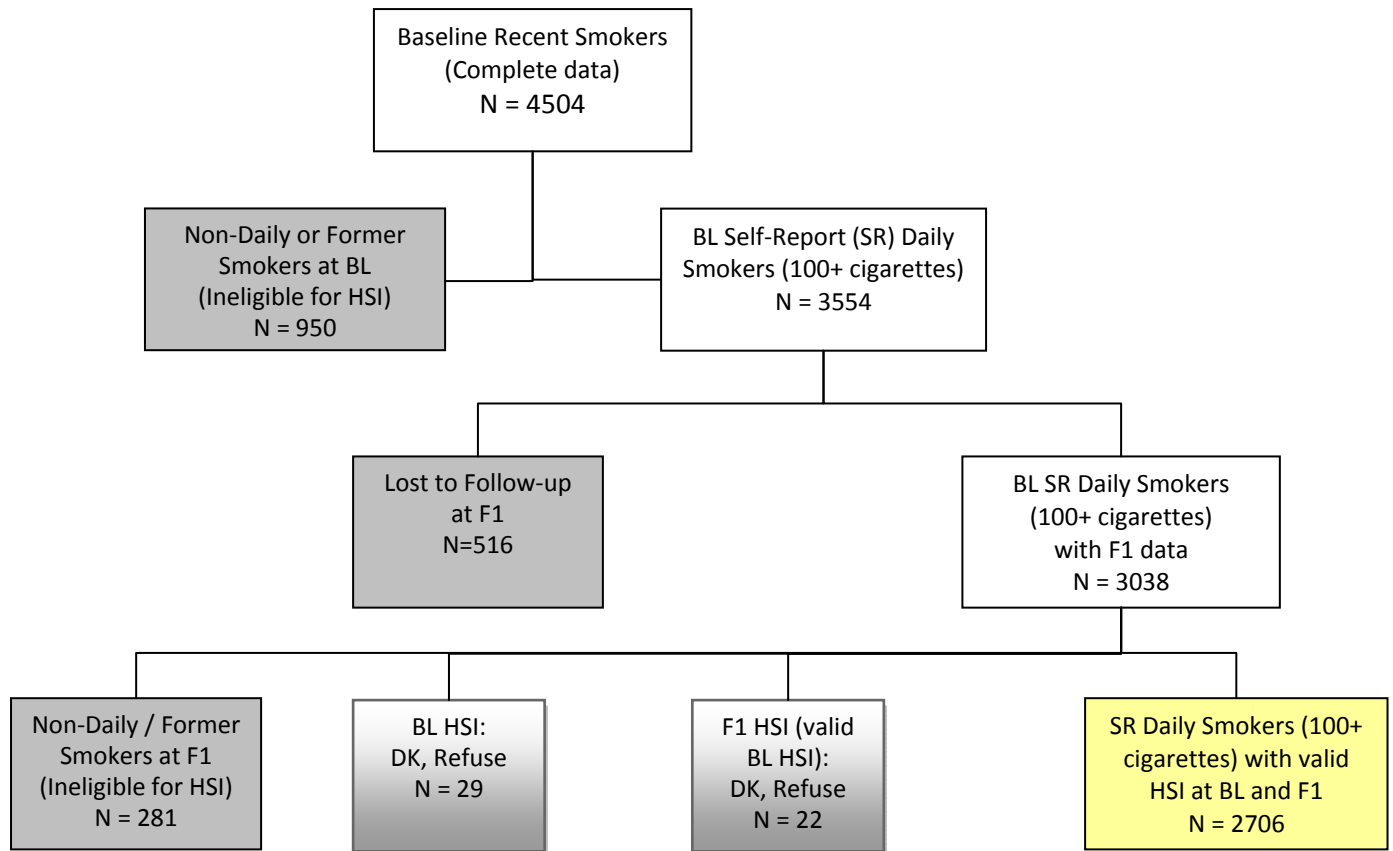 Baseline Recent Smokers
(Complete data)
N = 4504
Non-Daily or Former
Smokers at BL
(Ineligible for HSI)
N = 950
BL Self-Report (SR) Daily
Smokers (100+ cigarettes)
N = 3554
Lost to Follow-up
at F1
N=516
BL SR Daily Smokers
(100+ cigarettes)
with F1 data
N = 3038
Non-Daily / Former
Smokers at F1
(Ineligible for HSI)
N = 281
BL HSI:
DK, Refuse
N = 29
F1 HSI (valid
BL HSI):
DK, Refuse
N = 22
SR Daily Smokers (100+
cigarettes) with valid
HSI at BL and F1
N = 2706